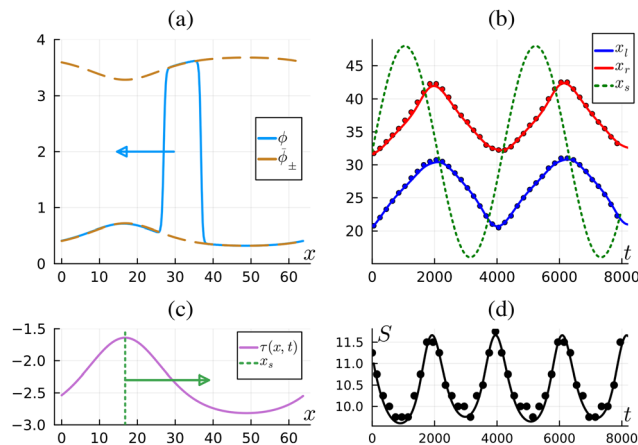 (a)
4
3
2
1
0
0 10 20 30 40 50 60 x
ϕ
ϕ̄±
(b)
45
40
35
30
25
20
0 2000 4000 6000 8000
t
x_l
x_r
x_s
(c)
−1.5
−2.0
−2.5
−3.0
0 10 20 30 40 50 60 x
τ(x, t)
x_s
(d)
S
11.5
11.0
10.5
10.0
0 2000 4000 6000 8000
t